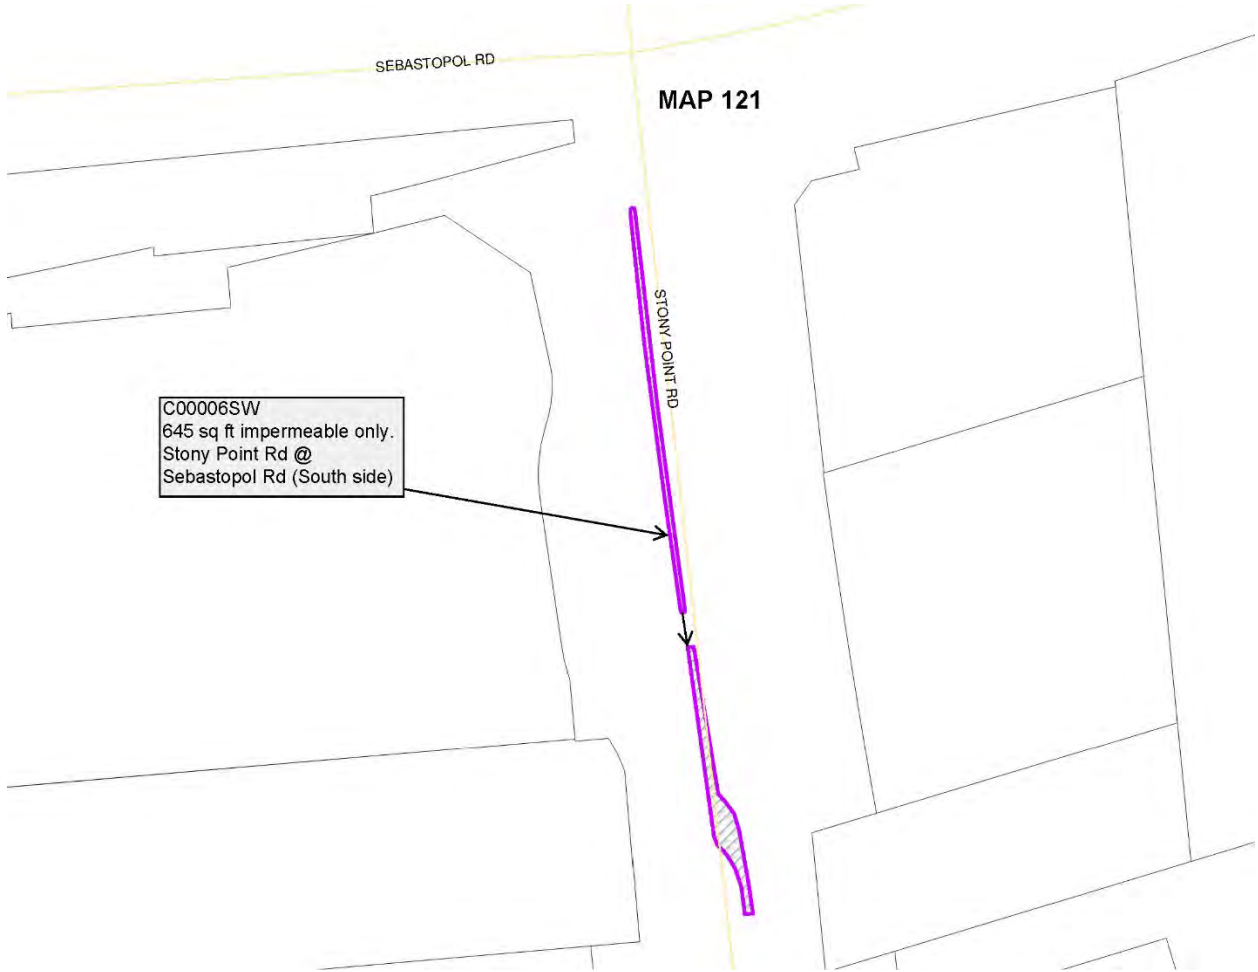 SEBASTOPOL RD
MAP 121
STONY POINT RD
C00006SW
645 sq ft impermeable only.
Stony Point Rd @
Sebastopol Rd (South side)